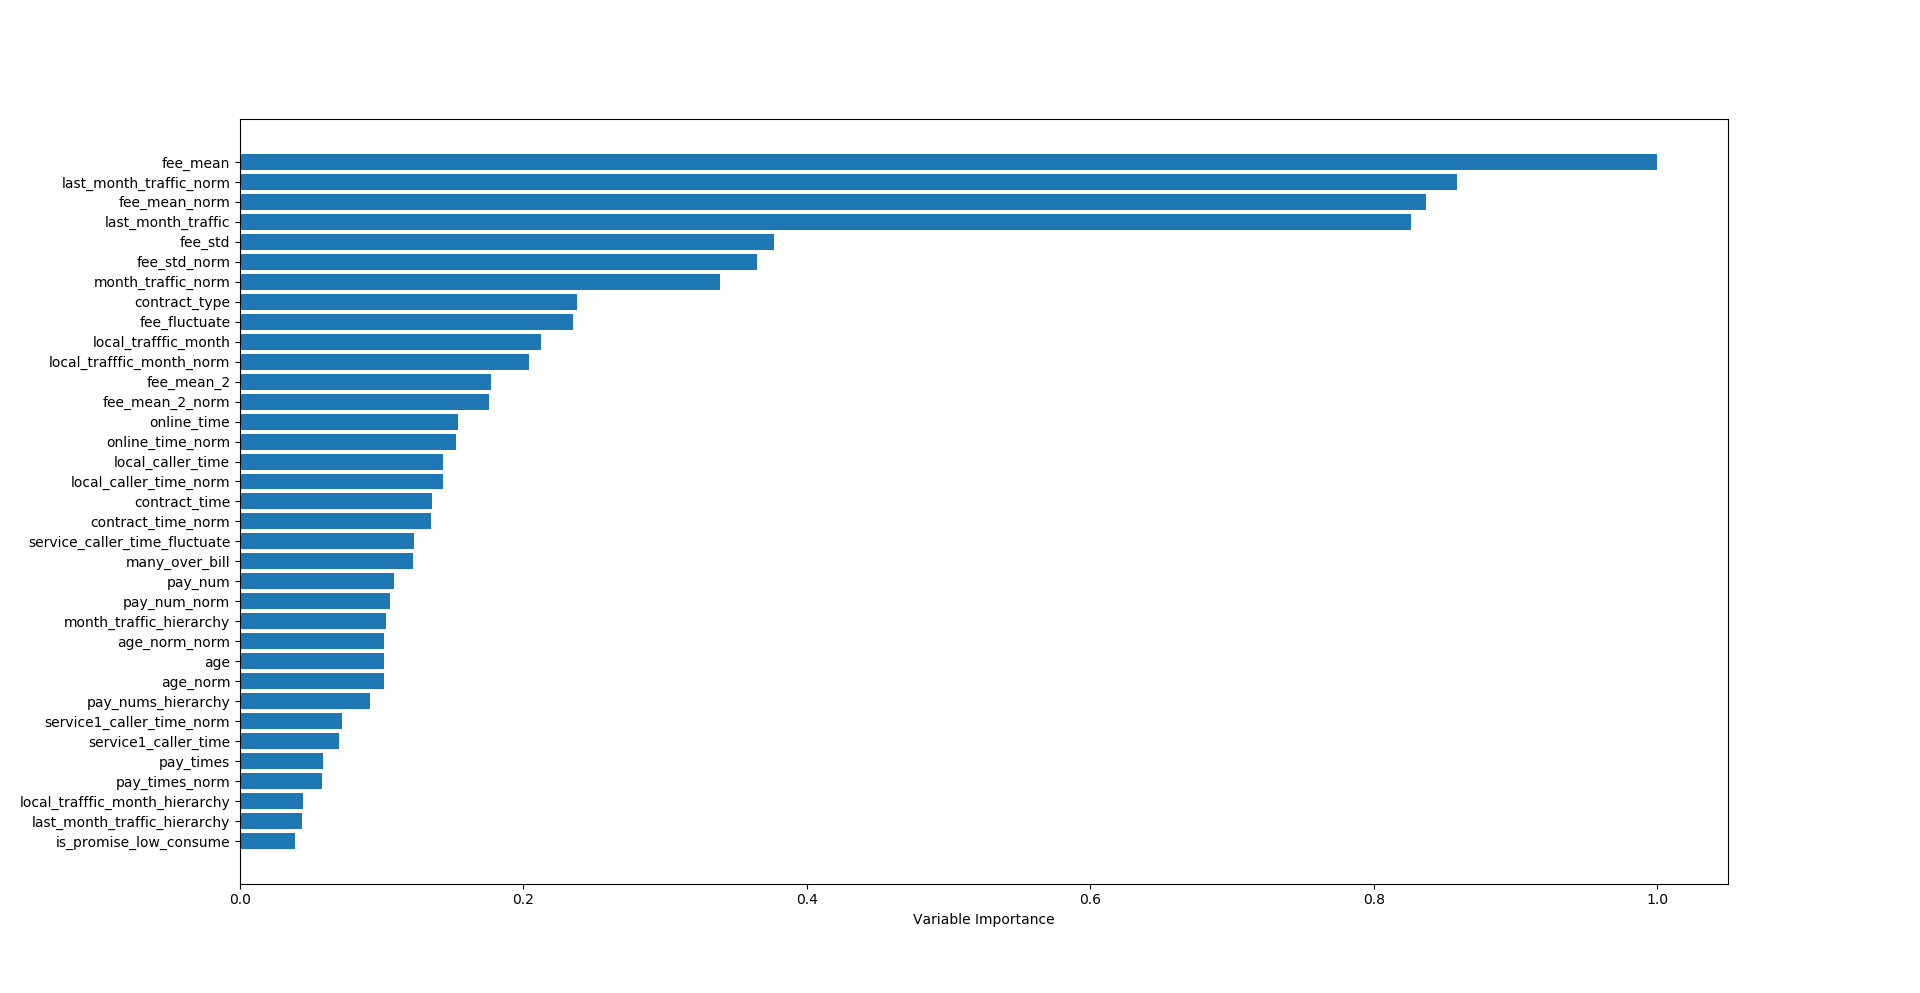 fee_mean
last_month_traffic_norm
fee_mean_norm
last_month_traffic
fee_std
fee_std_norm
month_traffic_norm
contract_type
fee_fluctuate
local_trafffic_month
local_trafffic_month_norm
fee_mean_2
fee_mean_2_norm
online_time
online_time_norm
local_caller_time
local_caller_time_norm
contract_time
contract_time_norm
service_caller_time_fluctuate
many_over_bill
pay_num
pay_num_norm
month_traffic_hierarchy
age_norm_norm
age
age_norm
pay_nums_hierarchy
service1_caller_time_norm
service1_caller_time
pay_times
pay_times_norm
local_trafffic_month_hierarchy
last_month_traffic_hierarchy
is_promise_low_consume
0.0 0.2 0.4 0.6 0.8 1.0
Variable Importance